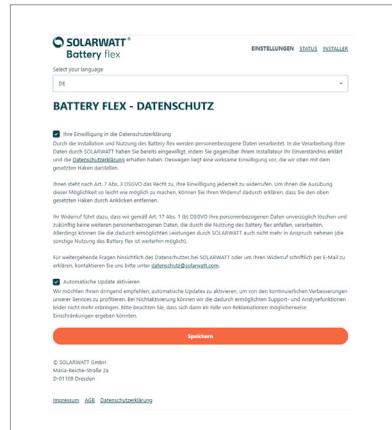 SOLARWATT®
Battery flex
EINSTELLUNGEN STATUS INSTALLER
Select your language
DE
BATTERY FLEX - DATENSCHUTZ
Ihre Einwilligung in die Datenschutzerklärung
Durch die Installation und Nutzung des Battery flex werden personenbezogene Daten verarbeitet. In die Verarbeitung Ihrer
Daten durch SOLARWATT haben Sie bereits eingewilligt, indem Sie gegenüber Ihrem Installateur Ihr Einverständnis erklärt
und die Datenschutzerklärung erhalten haben. Deswegen liegt eine wirksame Einwilligung vor, die wir oben mit dem
gesetzten Haken darstellen.
Ihnen steht nach Art. 7 Abs. 3 DSGVO das Recht zu, Ihre Einwilligung jederzeit zu widerrufen. Um Ihnen die Ausübung
dieser Möglichkeit so leicht wie möglich zu machen, können Sie Ihren Widerruf dadurch erklären, dass Sie den oben
gesetzten Haken durch Anklicken entfernen.
Ihr Widerruf führt dazu, dass wir gemäß Art. 17 Abs. 1 (b) DSGVO Ihre personenbezogenen Daten unverzüglich löschen und
zukünftig keine weiteren personenbezogenen Daten, die durch die Nutzung des Battery flex anfallen, verarbeiten.
Allerdings können Sie die dadurch ermöglichten Leistungen durch SOLARWATT auch nicht mehr in Anspruch nehmen (die
sonstige Nutzung des Battery flex ist weiterhin möglich).
Für weitergehende Fragen hinsichtlich des Datenschutzes bei SOLARWATT oder um Ihren Widerruf schriftlich per E-Mail zu
erklären, kontaktieren Sie uns bitte unter datenschutz@solarwatt.com.
Automatische Update aktivieren
Wir möchten Ihnen dringend empfehlen, automatische Updates zu aktivieren, um von den kontinuierlichen Verbesserungen
unserer Services zu profitieren. Bei Nichtaktivierung können wir die dadurch ermöglichten Support- und Analysefunktionen
leider nicht mehr erbringen. Bitte beachten Sie, dass sich dann im Falle von Reklamationen möglicherweise
Einschränkungen ergeben könnten.
Speichern
© SOLARWATT GmbH
Maria-Reiche-Straße 2a
D-01109 Dresden
Impressum AGB Datenschutzerklärung